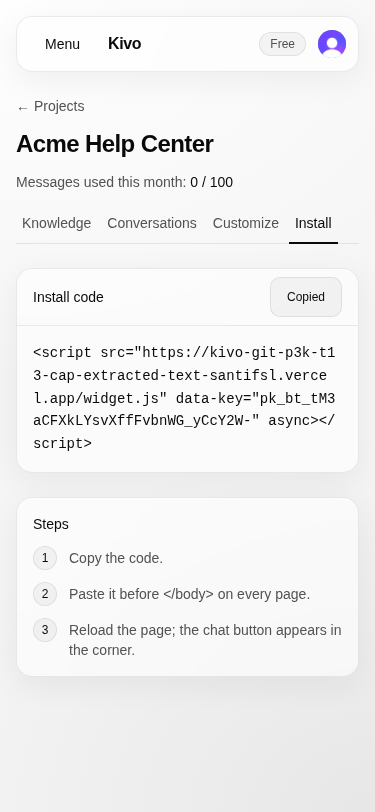 Menu Kivo Free
← Projects
Acme Help Center
Messages used this month: 0 / 100
Knowledge Conversations Customize Install
Install code Copied
<script src="https://kivo-git-p3k-t1
3-cap-extracted-text-santifsl.verce
l.app/widget.js" data-key="pk_bt_tM3
aCFXkLYsvXffFvbnWG_yCcY2W-" async></
script>
Steps
1 Copy the code.
2 Paste it before </body> on every page.
3 Reload the page; the chat button appears in
the corner.